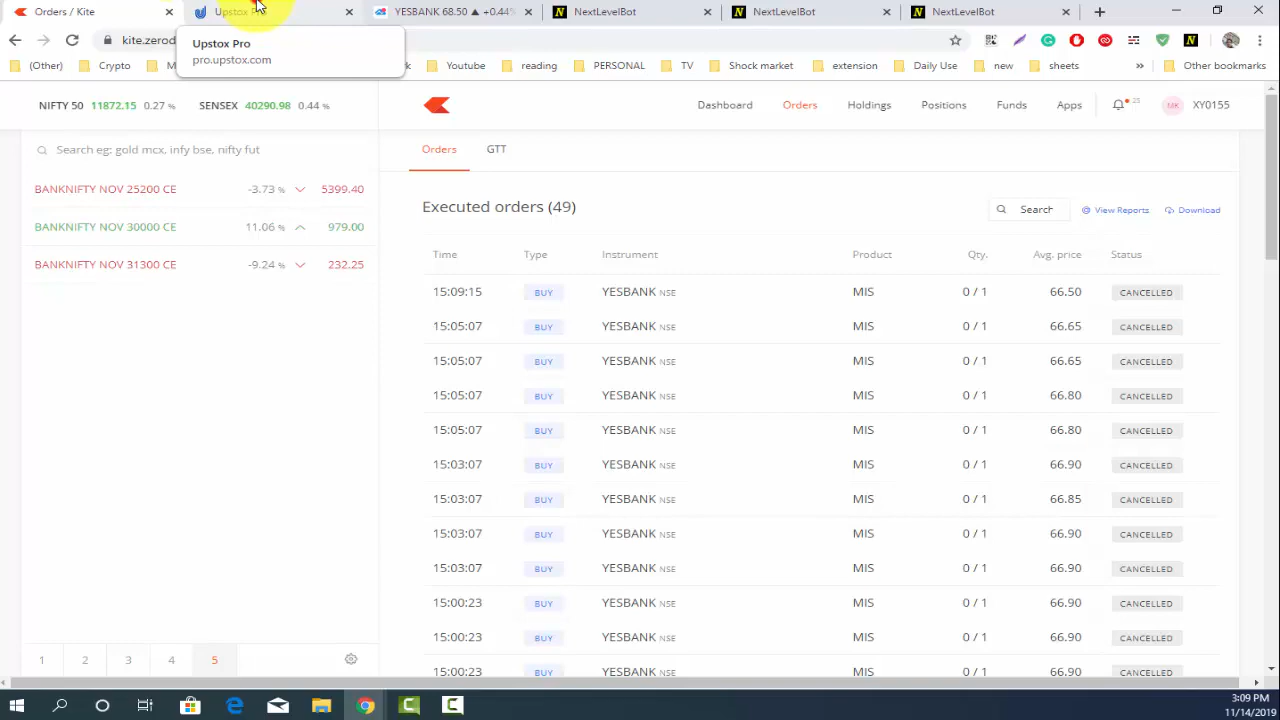 Orders / Kite
Upstox
YESBANK 68.50 ▲ +0.44%
NextLevelBot
NextLevelBot
NextLevelBot
kite.zerod
Upstox Pro
pro.upstox.com
(Other)
Crypto
Youtube
reading
PERSONAL
TV
Shock market
extension
Daily Use
new
sheets
»
Other bookmarks
NIFTY 50 11872.15 0.27 %
SENSEX 40290.98 0.44 %
Dashboard
Orders
Holdings
Positions
Funds
Apps
23
MK
XY0155
Search eg: gold mcx, infy bse, nifty fut
BANKNIFTY NOV 25200 CE -3.73 % 5399.40
BANKNIFTY NOV 30000 CE 11.06 % 979.00
BANKNIFTY NOV 31300 CE -9.24 % 232.25
1 2 3 4 5
Orders GTT
Executed orders (49)
Search
View Reports
Download
Time Type Instrument Product Qty. Avg. price Status
15:09:15 BUY YESBANK NSE MIS 0 / 1 66.50 CANCELLED
15:05:07 BUY YESBANK NSE MIS 0 / 1 66.65 CANCELLED
15:05:07 BUY YESBANK NSE MIS 0 / 1 66.65 CANCELLED
15:05:07 BUY YESBANK NSE MIS 0 / 1 66.80 CANCELLED
15:05:07 BUY YESBANK NSE MIS 0 / 1 66.80 CANCELLED
15:03:07 BUY YESBANK NSE MIS 0 / 1 66.90 CANCELLED
15:03:07 BUY YESBANK NSE MIS 0 / 1 66.85 CANCELLED
15:03:07 BUY YESBANK NSE MIS 0 / 1 66.90 CANCELLED
15:03:07 BUY YESBANK NSE MIS 0 / 1 66.90 CANCELLED
15:00:23 BUY YESBANK NSE MIS 0 / 1 66.90 CANCELLED
15:00:23 BUY YESBANK NSE MIS 0 / 1 66.90 CANCELLED
15:00:23 BUY YESBANK NSE MIS 0 / 1 66.90 CANCELLED
3:09 PM
11/14/2019